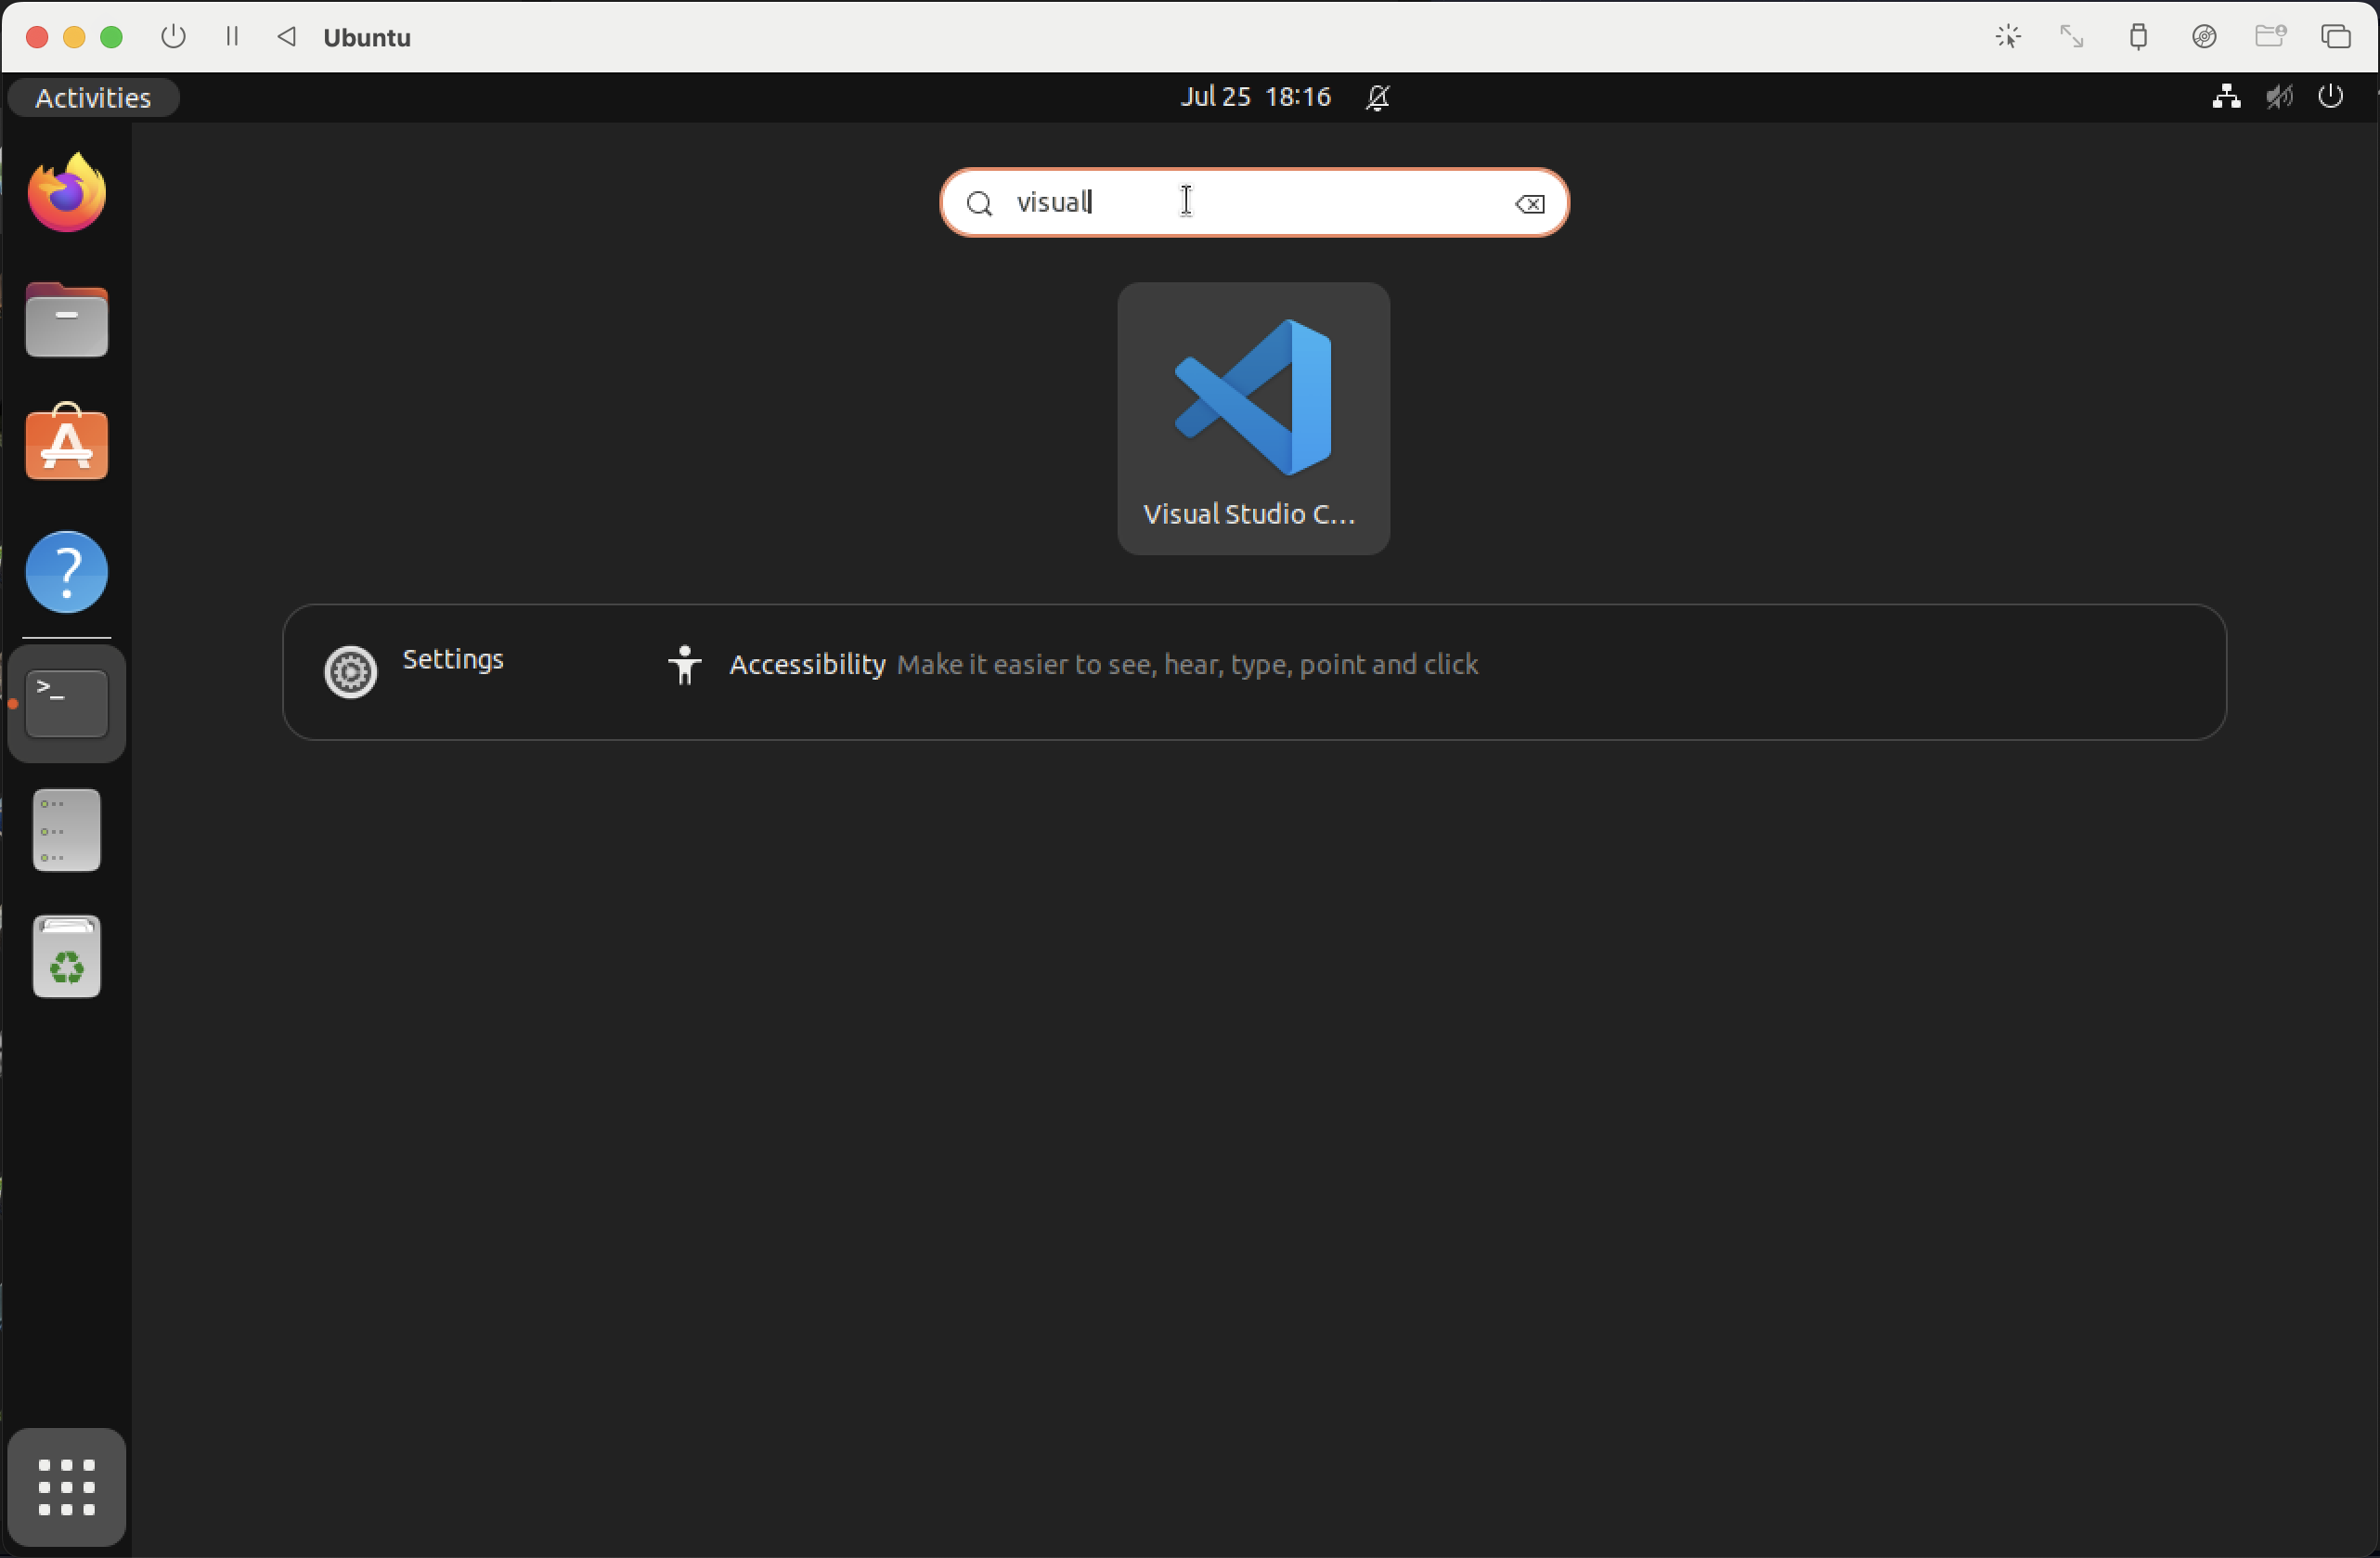 Ubuntu
Activities
Jul 25 18:16
visual
Visual Studio C...
Settings
Accessibility Make it easier to see, hear, type, point and click